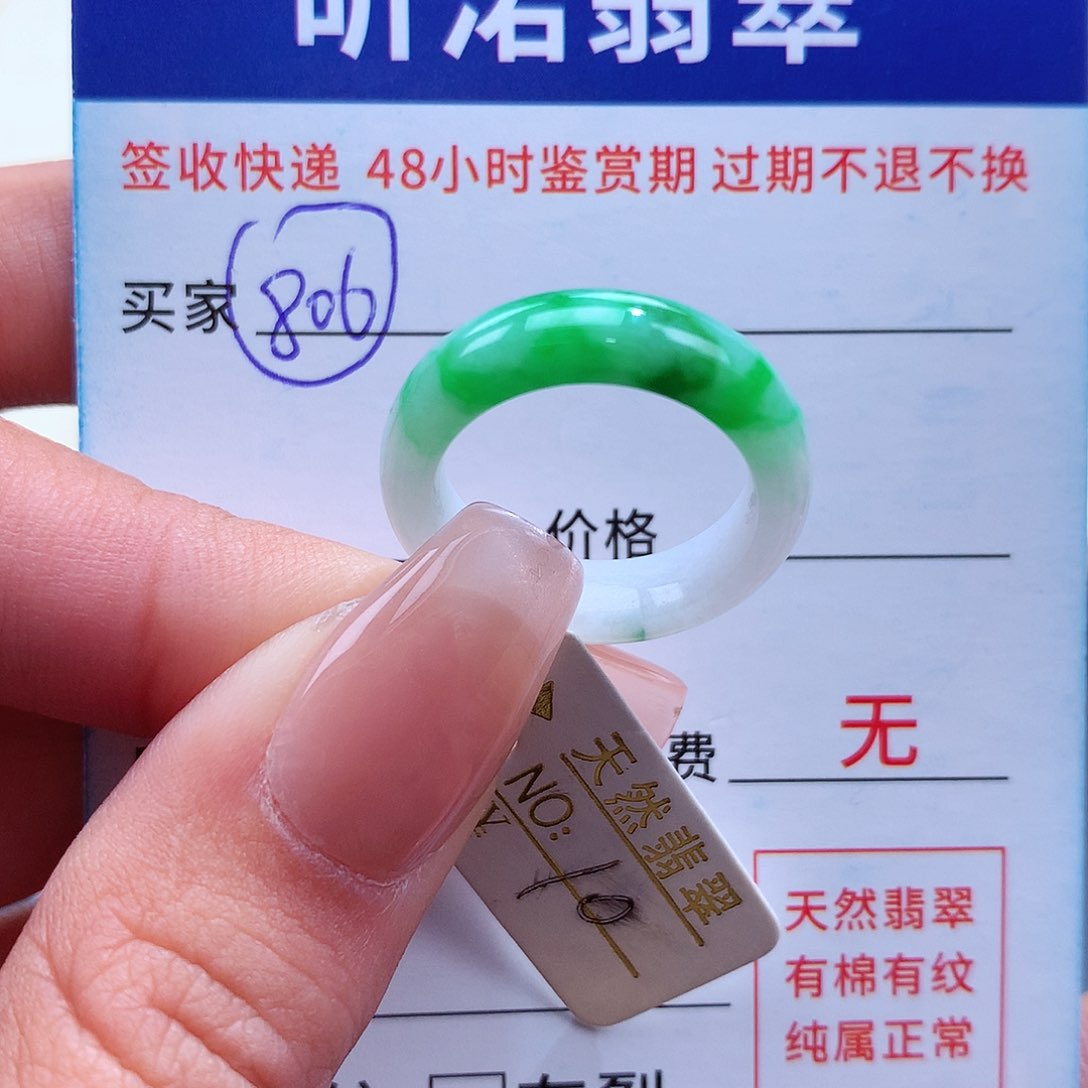 听诺翡翠
签收快递 48小时鉴赏期 过期不退不换
买家 806
价格
费 无
天然翡翠
NO: 10
天然翡翠
有棉有纹
纯属正常